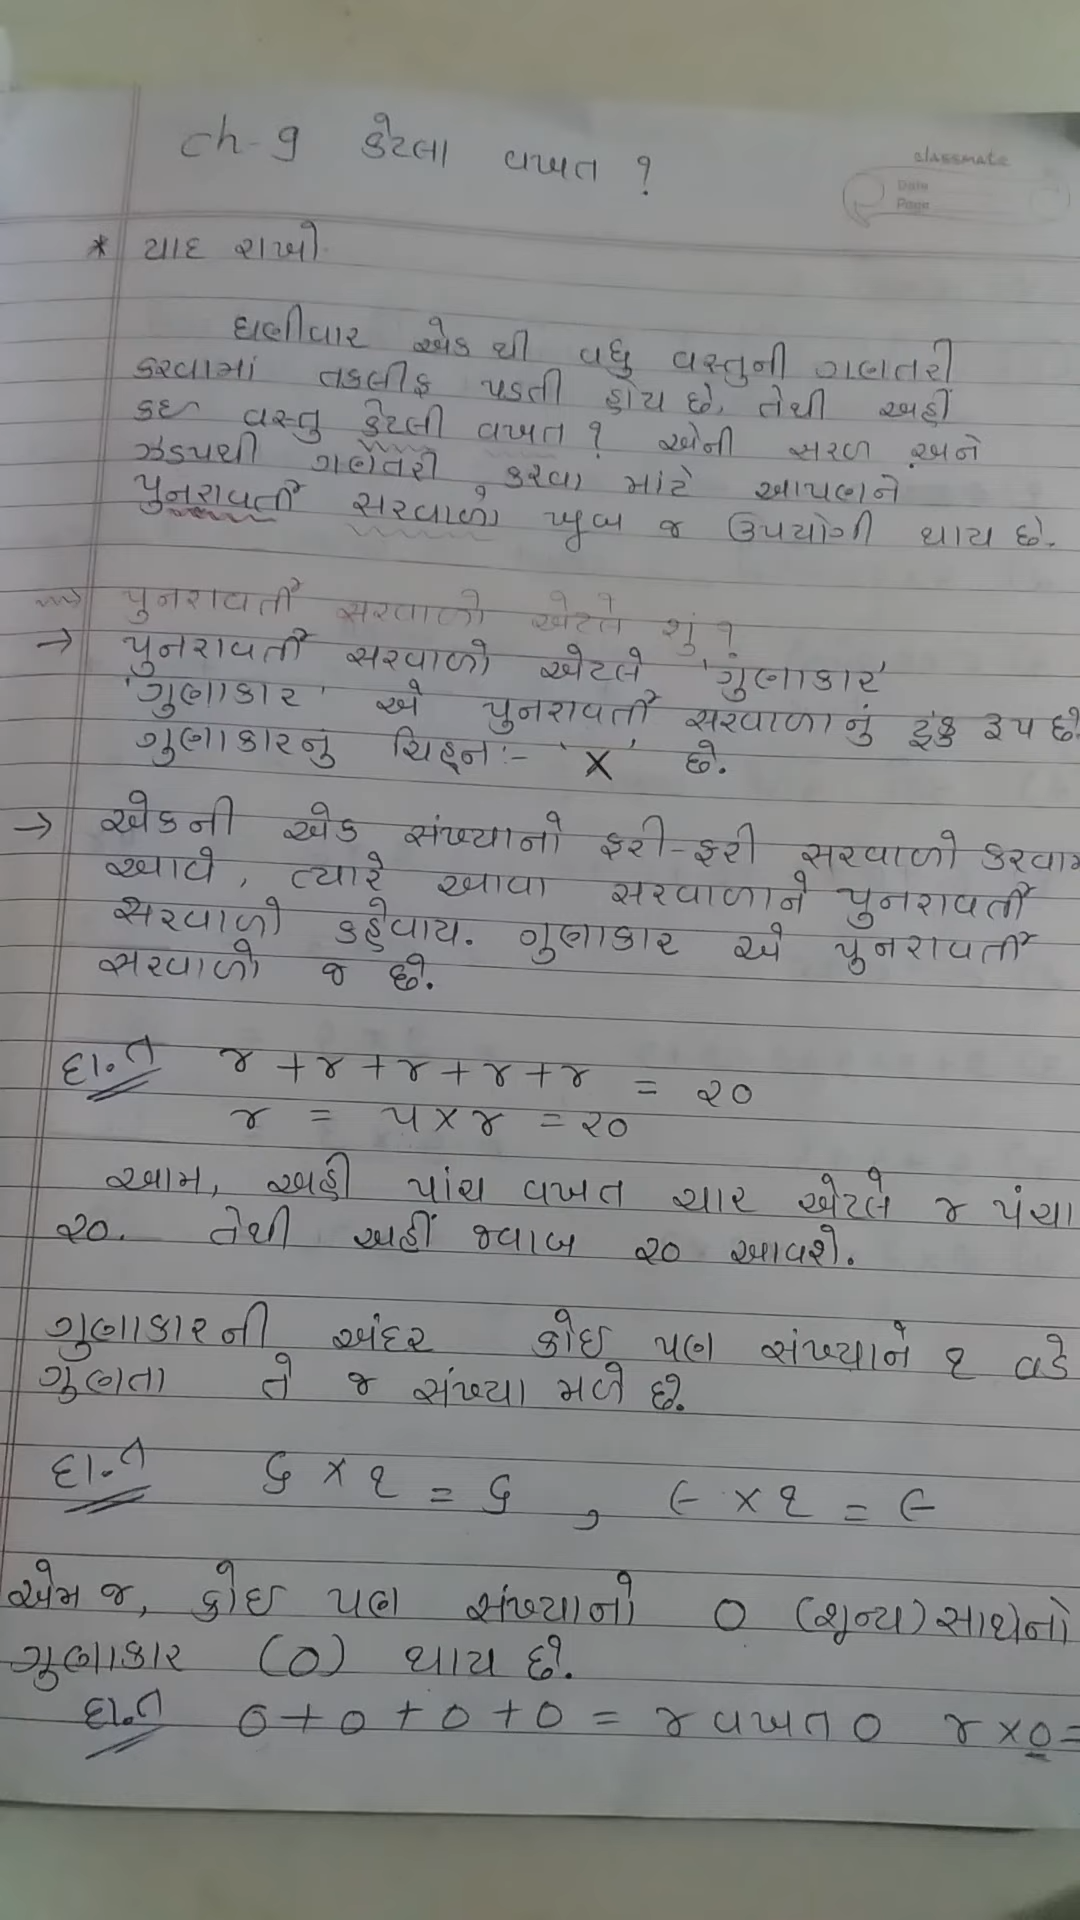 ch-9 કેટલા વખત ?
classmate
Date
Page
* યાદ રાખો.
ઘણીવાર એક થી વધુ વસ્તુની ગણતરી
કરવામાં તકલીફ પડતી હોય છે. તેથી અહીં
કઇ વસ્તુ કેટલી વખત ? એની સરળ અને
ઝડપથી ગણતરી કરવા માટે આપણને
પુનરાવર્તી સરવાળો ખૂબ જ ઉપયોગી થાય છે.
પુનરાવર્તી સરવાળો એટલે શું ?
→ પુનરાવર્તી સરવાળો એટલે 'ગુણાકાર'
'ગુણાકાર' એ પુનરાવર્તી સરવાળાનું ટૂંકુ રૂપ છે.
ગુણાકારનુ ચિહ્ન :- 'X' છે.
→ એકની એક સંખ્યાનો ફરી-ફરી સરવાળો કરવામ
આવે, ત્યારે આવા સરવાળાને પુનરાવર્તી
સરવાળો કહેવાય. ગુણાકાર એ પુનરાવર્તી
સરવાળો જ છે.
દા.ત ૪ + ૪ + ૪ + ૪ + ૪ = ૨૦
૪ = ૫ × ૪ = ૨૦
આમ, અહી પાંચ વખત ચાર એટલે ૪ પંચા
૨૦. તેથી અહીં જવાબ ૨૦ આવશે.
ગુણાકારની અંદર કોઇ પણ સંખ્યાને ૧ વડે
ગુણતા તે જ સંખ્યા મળે છે.
દા.ત ૬ × ૧ = ૬ , ૯ × ૧ = ૯
એમ જ, કોઇ પણ સંખ્યાનો ૦ (શૂન્ય) સાથેનો
ગુણાકાર (૦) થાય છે.
દા.ત ૦ + ૦ + ૦ + ૦ = ૪ વખત ૦ ૪ × ૦ =